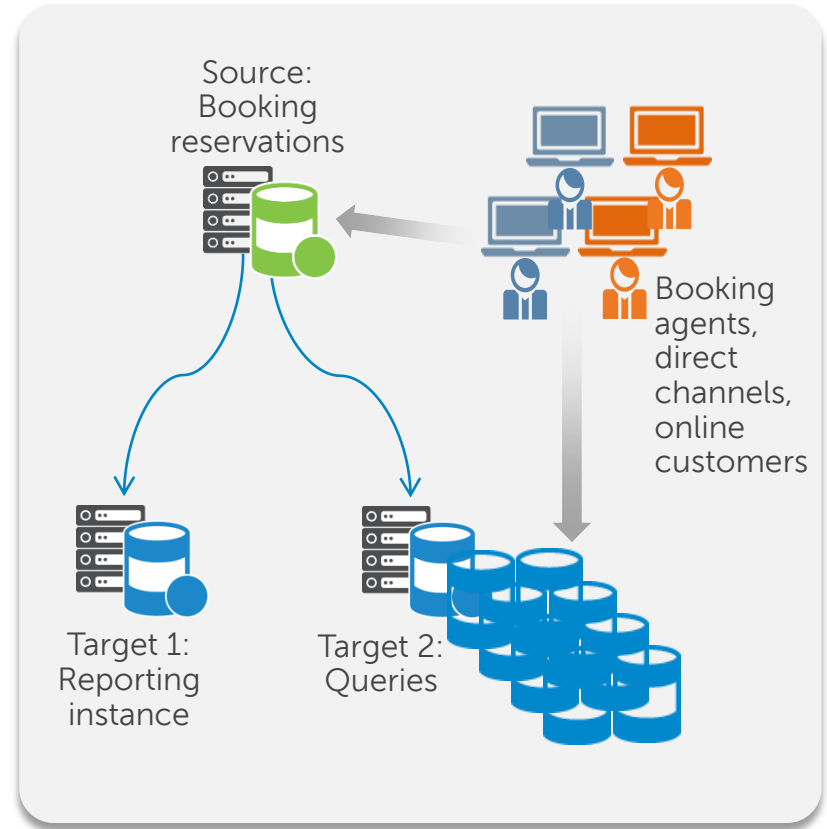 Source:
Booking
reservations
Booking
agents,
direct
channels,
online
customers
Target 1:
Reporting
instance
Target 2:
Queries